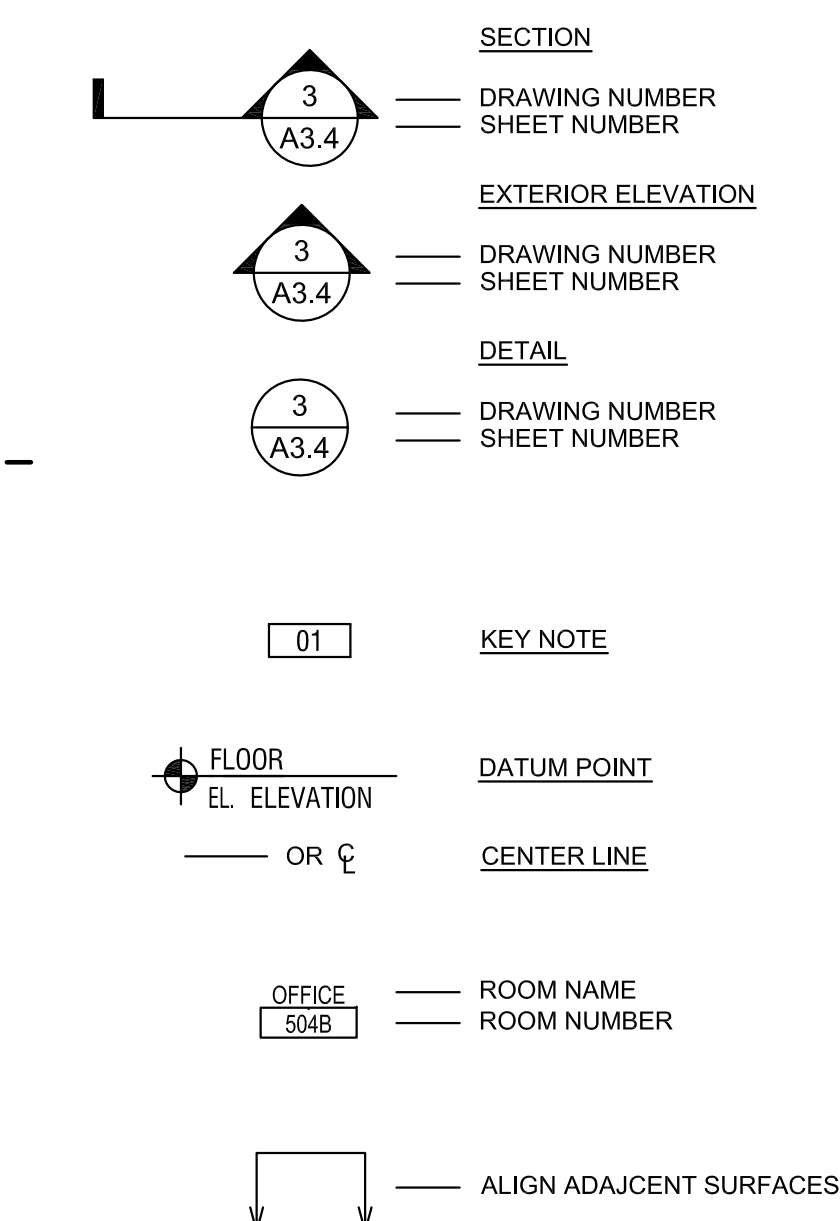 SECTION
3
DRAWING NUMBER
A3.4
SHEET NUMBER
EXTERIOR ELEVATION
3
DRAWING NUMBER
A3.4
SHEET NUMBER
DETAIL
3
DRAWING NUMBER
A3.4
SHEET NUMBER
01
KEY NOTE
FLOOR
EL. ELEVATION
DATUM POINT
OR ℄
CENTER LINE
OFFICE
ROOM NAME
504B
ROOM NUMBER
ALIGN ADAJCENT SURFACES